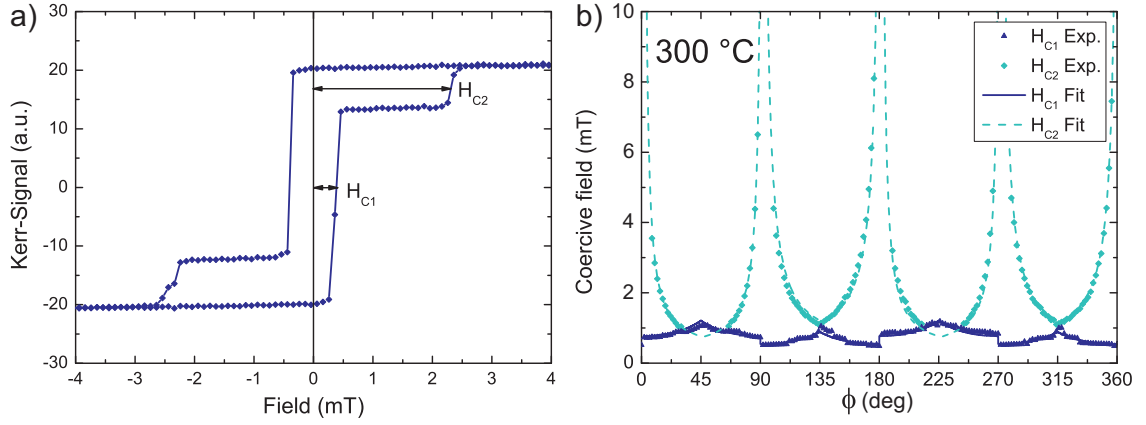 a)
30
20
10
0
-10
-20
-30
Kerr-Signal (a.u.)
H_C2
H_C1
-4 -3 -2 -1 0 1 2 3 4
Field (mT)
b)
300 °C
10
8
6
4
2
0
Coercive field (mT)
H_C1 Exp.
H_C2 Exp.
H_C1 Fit
H_C2 Fit
0 45 90 135 180 225 270 315 360
ϕ (deg)